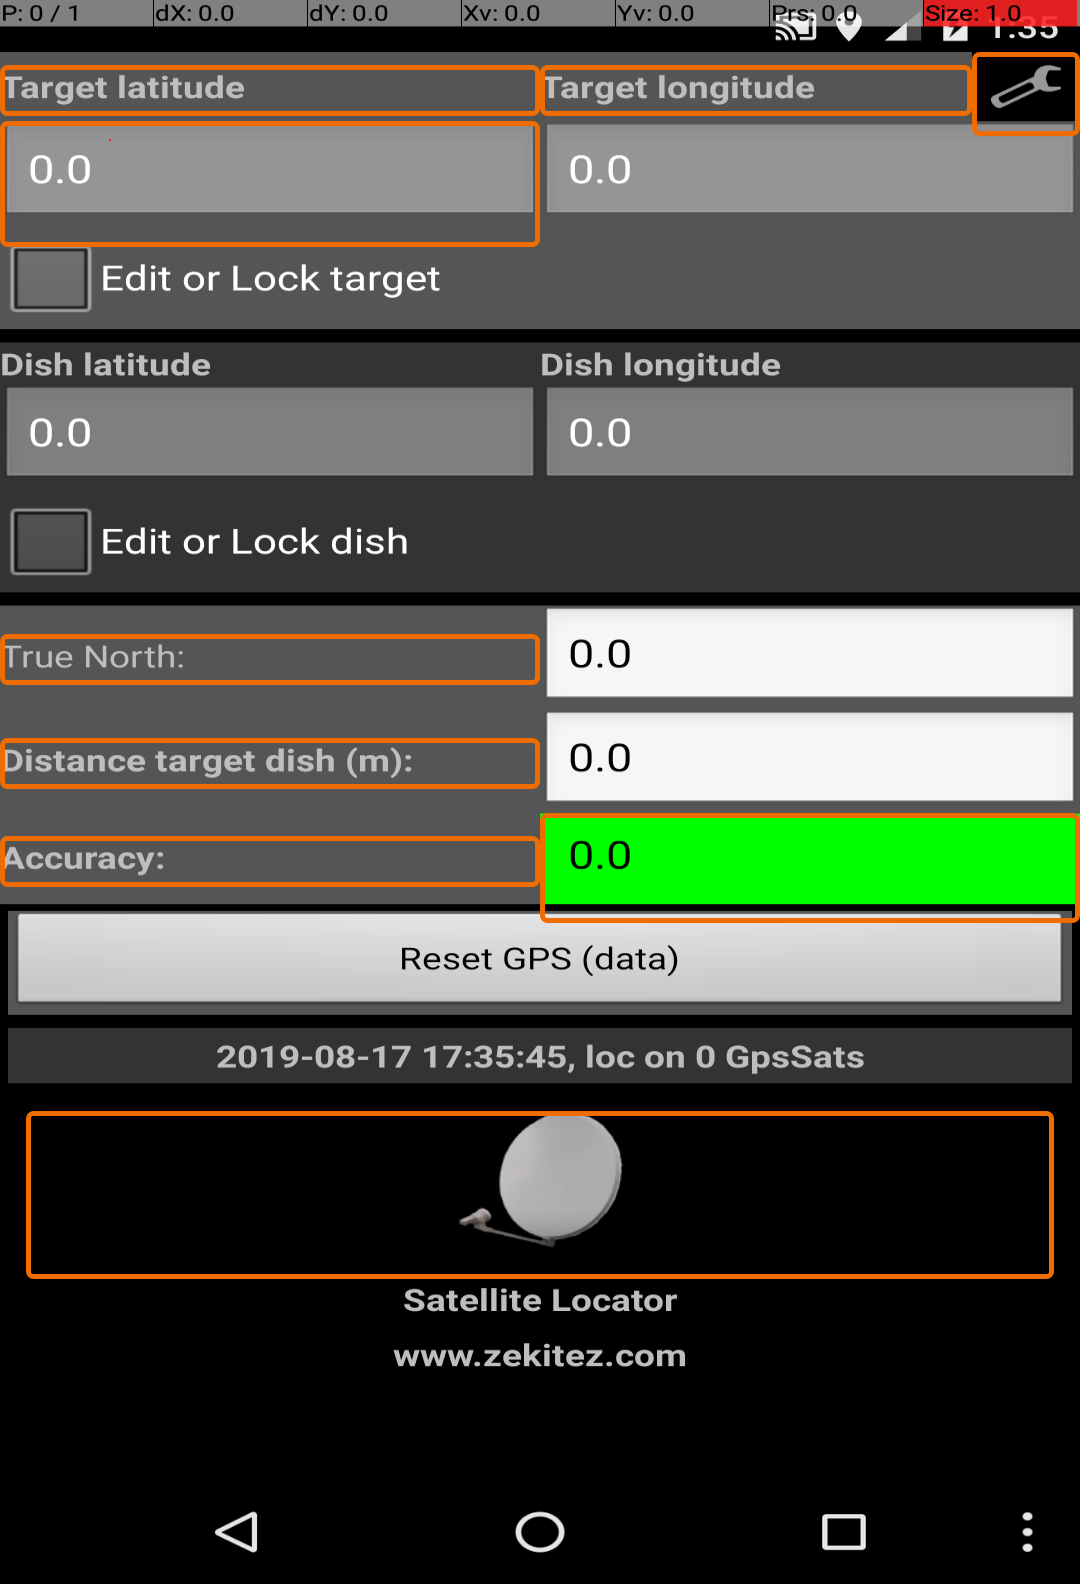 P: 0 / 1 dX: 0.0 dY: 0.0 Xv: 0.0 Yv: 0.0 Prs: 0.0 Size: 1.0
1:35
Target latitude Target longitude
0.0 0.0
Edit or Lock target
Dish latitude Dish longitude
0.0 0.0
Edit or Lock dish
True North: 0.0
Distance target dish (m): 0.0
Accuracy: 0.0
Reset GPS (data)
2019-08-17 17:35:45, loc on 0 GpsSats
Satellite Locator
www.zekitez.com